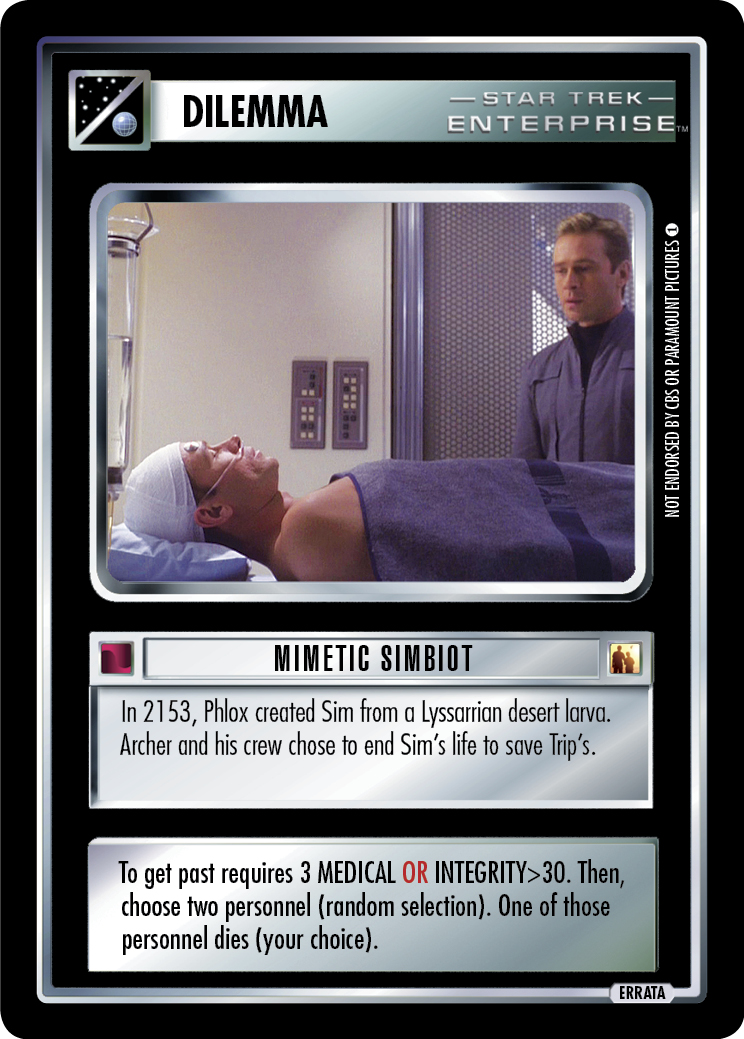 DILEMMA
— STAR TREK —
ENTERPRISE™
NOT ENDORSED BY CBS OR PARAMOUNT PICTURES 1
MIMETIC SIMBIOT
In 2153, Phlox created Sim from a Lyssarrian desert larva.
Archer and his crew chose to end Sim's life to save Trip's.
To get past requires 3 MEDICAL OR INTEGRITY>30. Then,
choose two personnel (random selection). One of those
personnel dies (your choice).
ERRATA